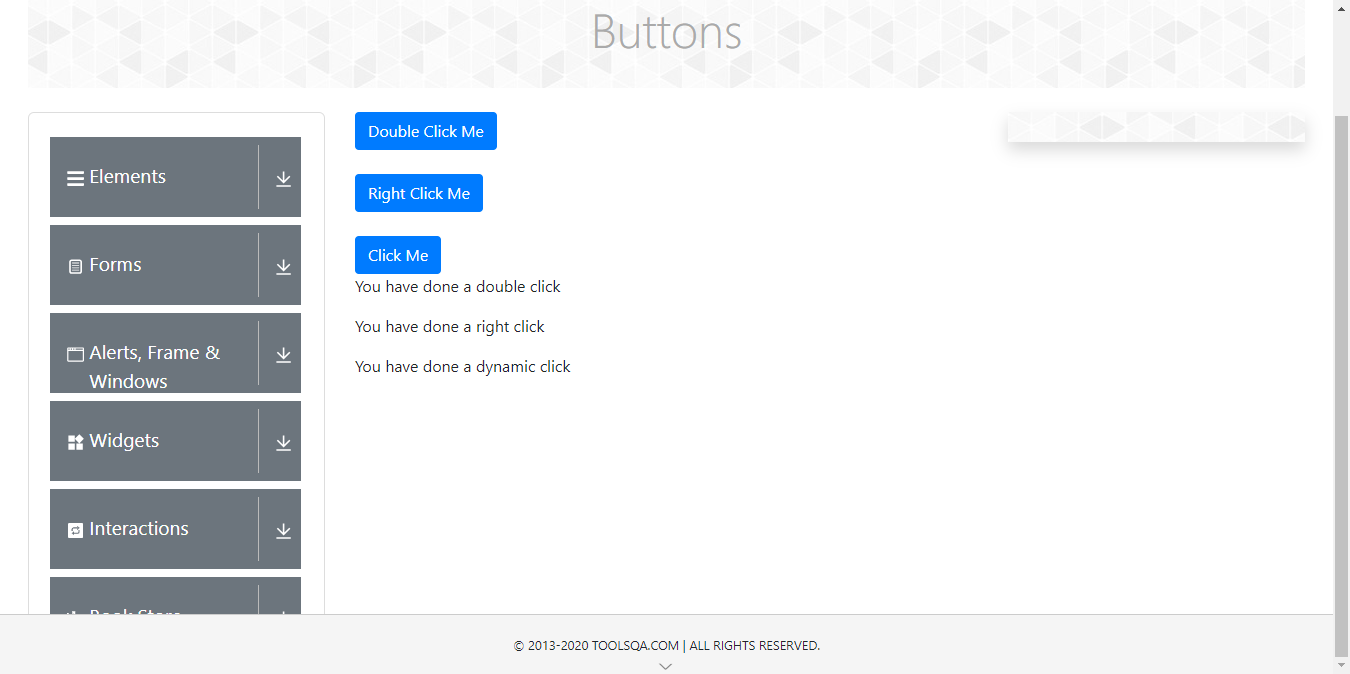 Buttons
Elements
Forms
Alerts, Frame &
Windows
Widgets
Interactions
Book Store
Double Click Me
Right Click Me
Click Me
You have done a double click
You have done a right click
You have done a dynamic click
© 2013-2020 TOOLSQA.COM | ALL RIGHTS RESERVED.